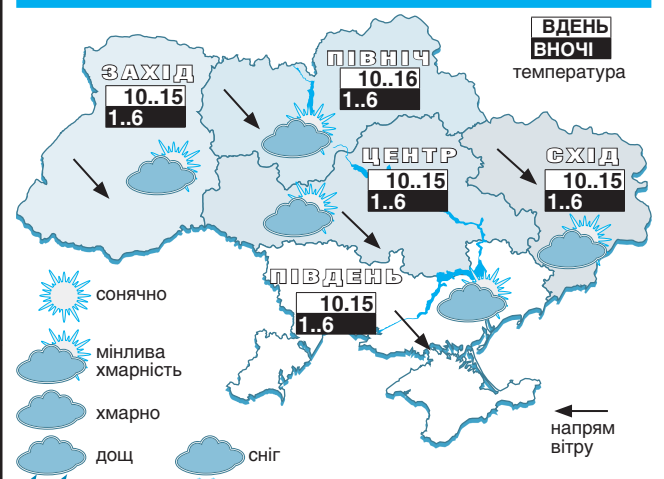 ВДЕНЬ
ВНОЧІ
температура
ЗАХІД
10..15
1..6
ПІВНІЧ
10..16
1..6
ЦЕНТР
10..15
1..6
СХІД
10..15
1..6
ПІВДЕНЬ
10.15
1..6
сонячно
мінлива
хмарність
хмарно
дощ
сніг
напрям
вітру